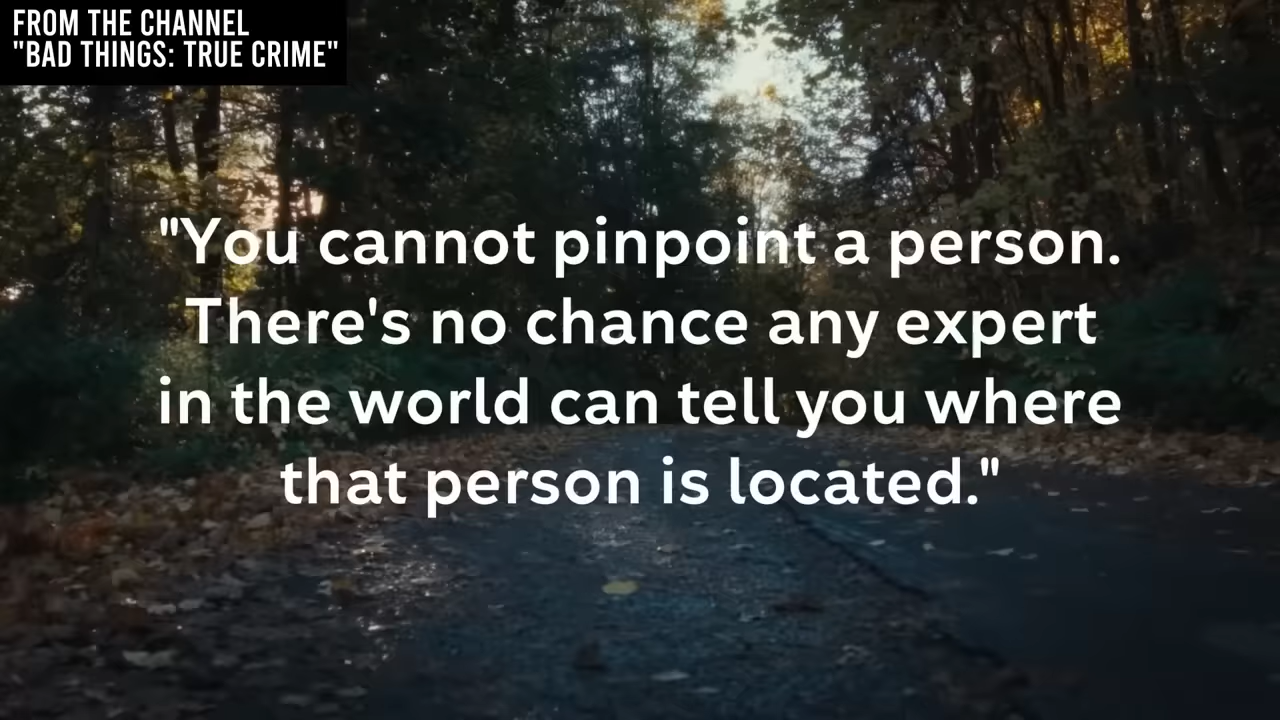 FROM THE CHANNEL
"BAD THINGS: TRUE CRIME"
"You cannot pinpoint a person.
There's no chance any expert
in the world can tell you where
that person is located."